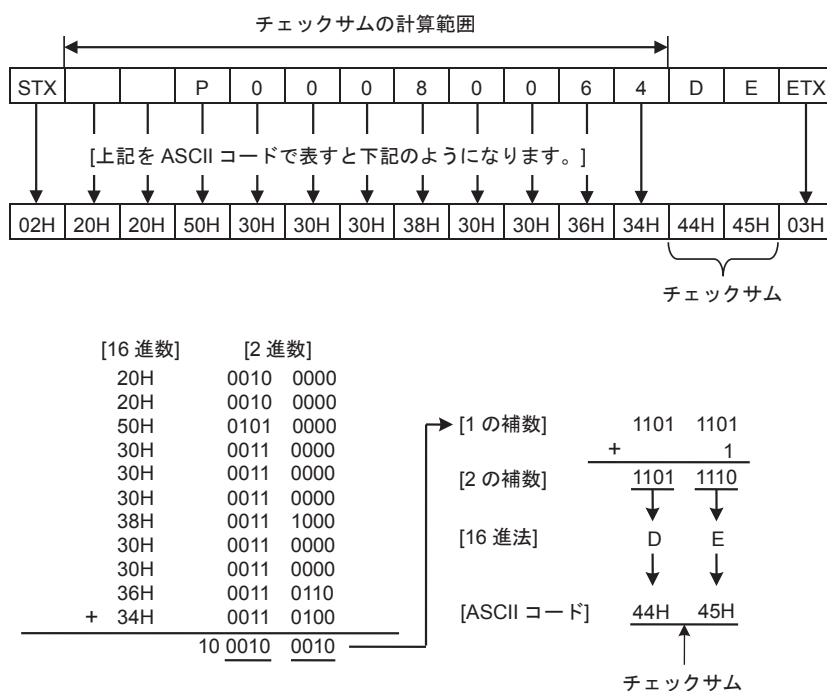 チェックサムの計算範囲
STX P 0 0 0 8 0 0 6 4 D E ETX
[上記を ASCII コードで表すと下記のようになります。]
02H 20H 20H 50H 30H 30H 30H 38H 30H 30H 36H 34H 44H 45H 03H
チェックサム
[16 進数] [2 進数]
20H 0010 0000
20H 0010 0000
50H 0101 0000
30H 0011 0000
30H 0011 0000
30H 0011 0000
38H 0011 1000
30H 0011 0000
30H 0011 0000
36H 0011 0110
+ 34H 0011 0100
10 0010 0010
[1 の補数] 1101 1101
+ 1
[2 の補数] 1101 1110
[16 進法] D E
[ASCII コード] 44H 45H
チェックサム